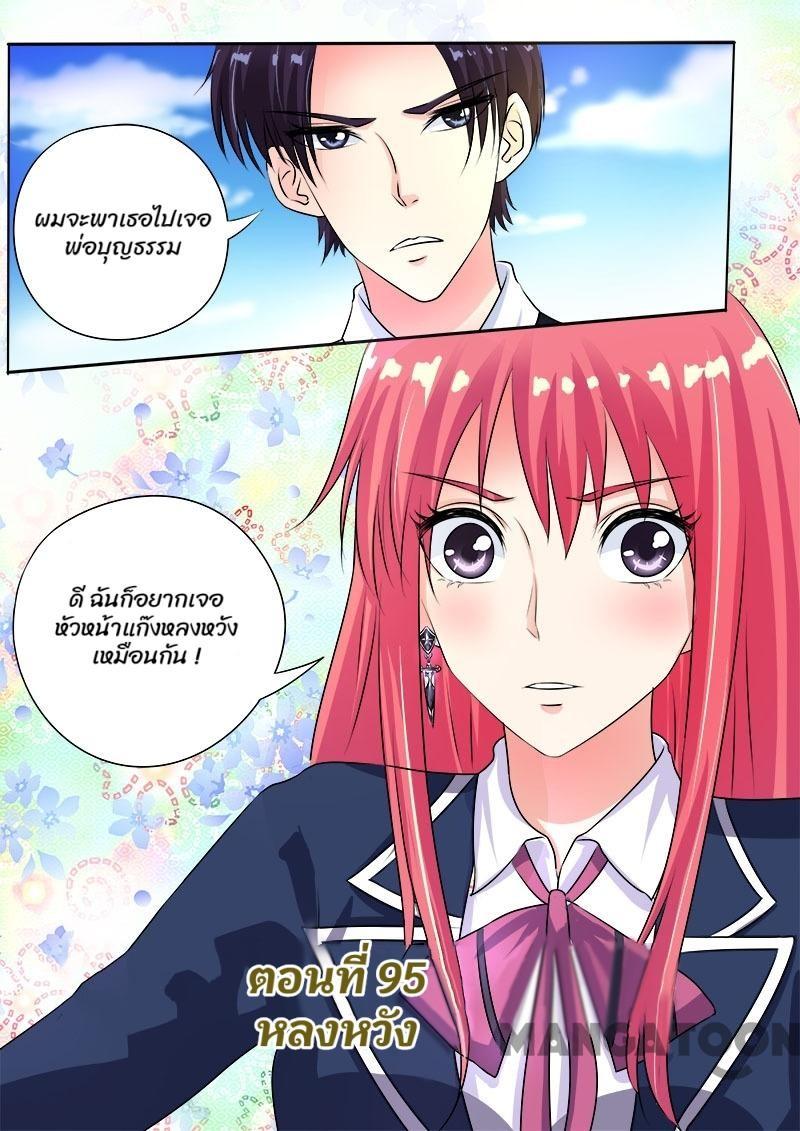 ผมจะพาเธอไปเจอ
พ่อบุญธรรม
ดี ฉันก็อยากเจอ
หัวหน้าแก๊งหลงหวัง
เหมือนกัน !
ตอนที่ 95
หลงหวัง
MANGATOON